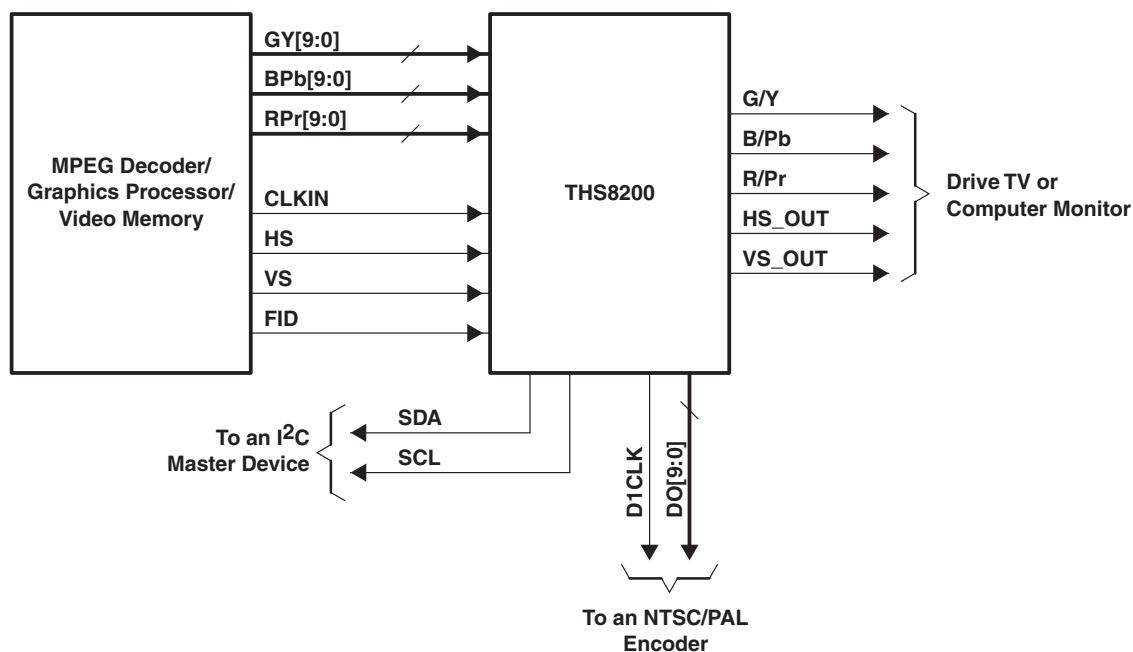 GY[9:0]
BPb[9:0]
RPr[9:0]
MPEG Decoder/
Graphics Processor/
Video Memory
CLKIN
HS
VS
FID
THS8200
G/Y
B/Pb
R/Pr
HS_OUT
VS_OUT
Drive TV or
Computer Monitor
To an I²C
Master Device
SDA
SCL
D1CLK
DO[9:0]
To an NTSC/PAL
Encoder